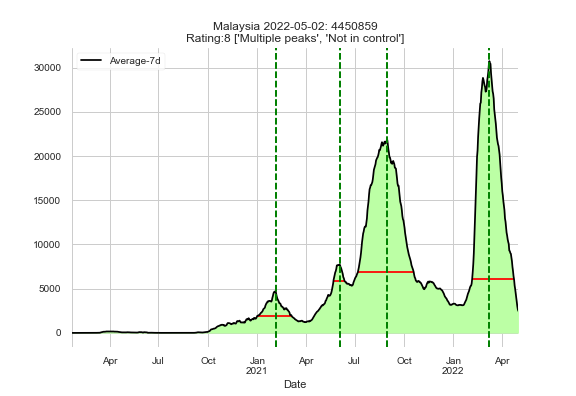 Malaysia 2022-05-02: 4450859
Rating:8 ['Multiple peaks', 'Not in control']
Average-7d
30000
25000
20000
15000
10000
5000
0
Apr Jul Oct Jan Apr Jul Oct Jan Apr
2021 2022
Date